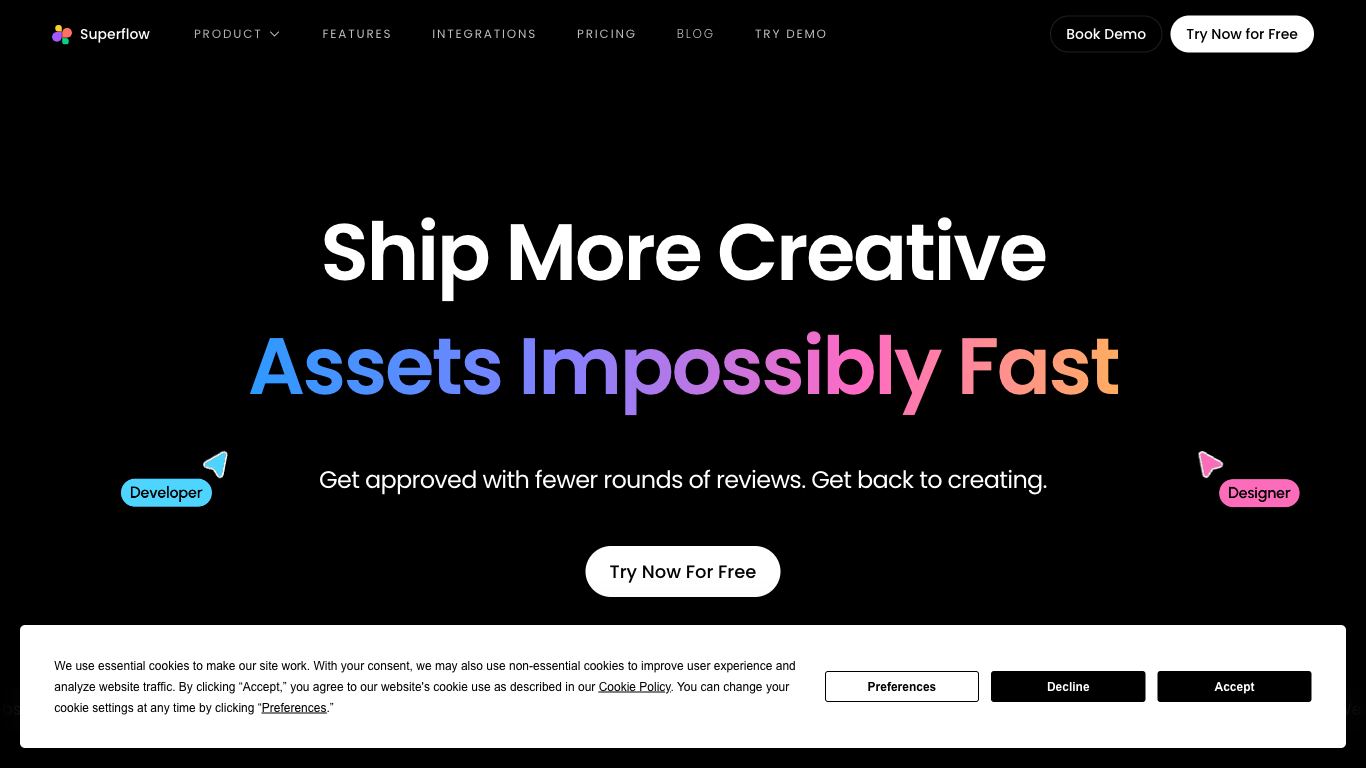 Superflow
PRODUCT
FEATURES
INTEGRATIONS
PRICING
BLOG
TRY DEMO
Book Demo
Try Now for Free
Ship More Creative
Assets Impossibly Fast
Get approved with fewer rounds of reviews. Get back to creating.
Developer
Designer
Try Now For Free
We use essential cookies to make our site work. With your consent, we may also use non-essential cookies to improve user experience and
analyze website traffic. By clicking “Accept,” you agree to our website's cookie use as described in our Cookie Policy. You can change your
cookie settings at any time by clicking “Preferences.”
Preferences
Decline
Accept